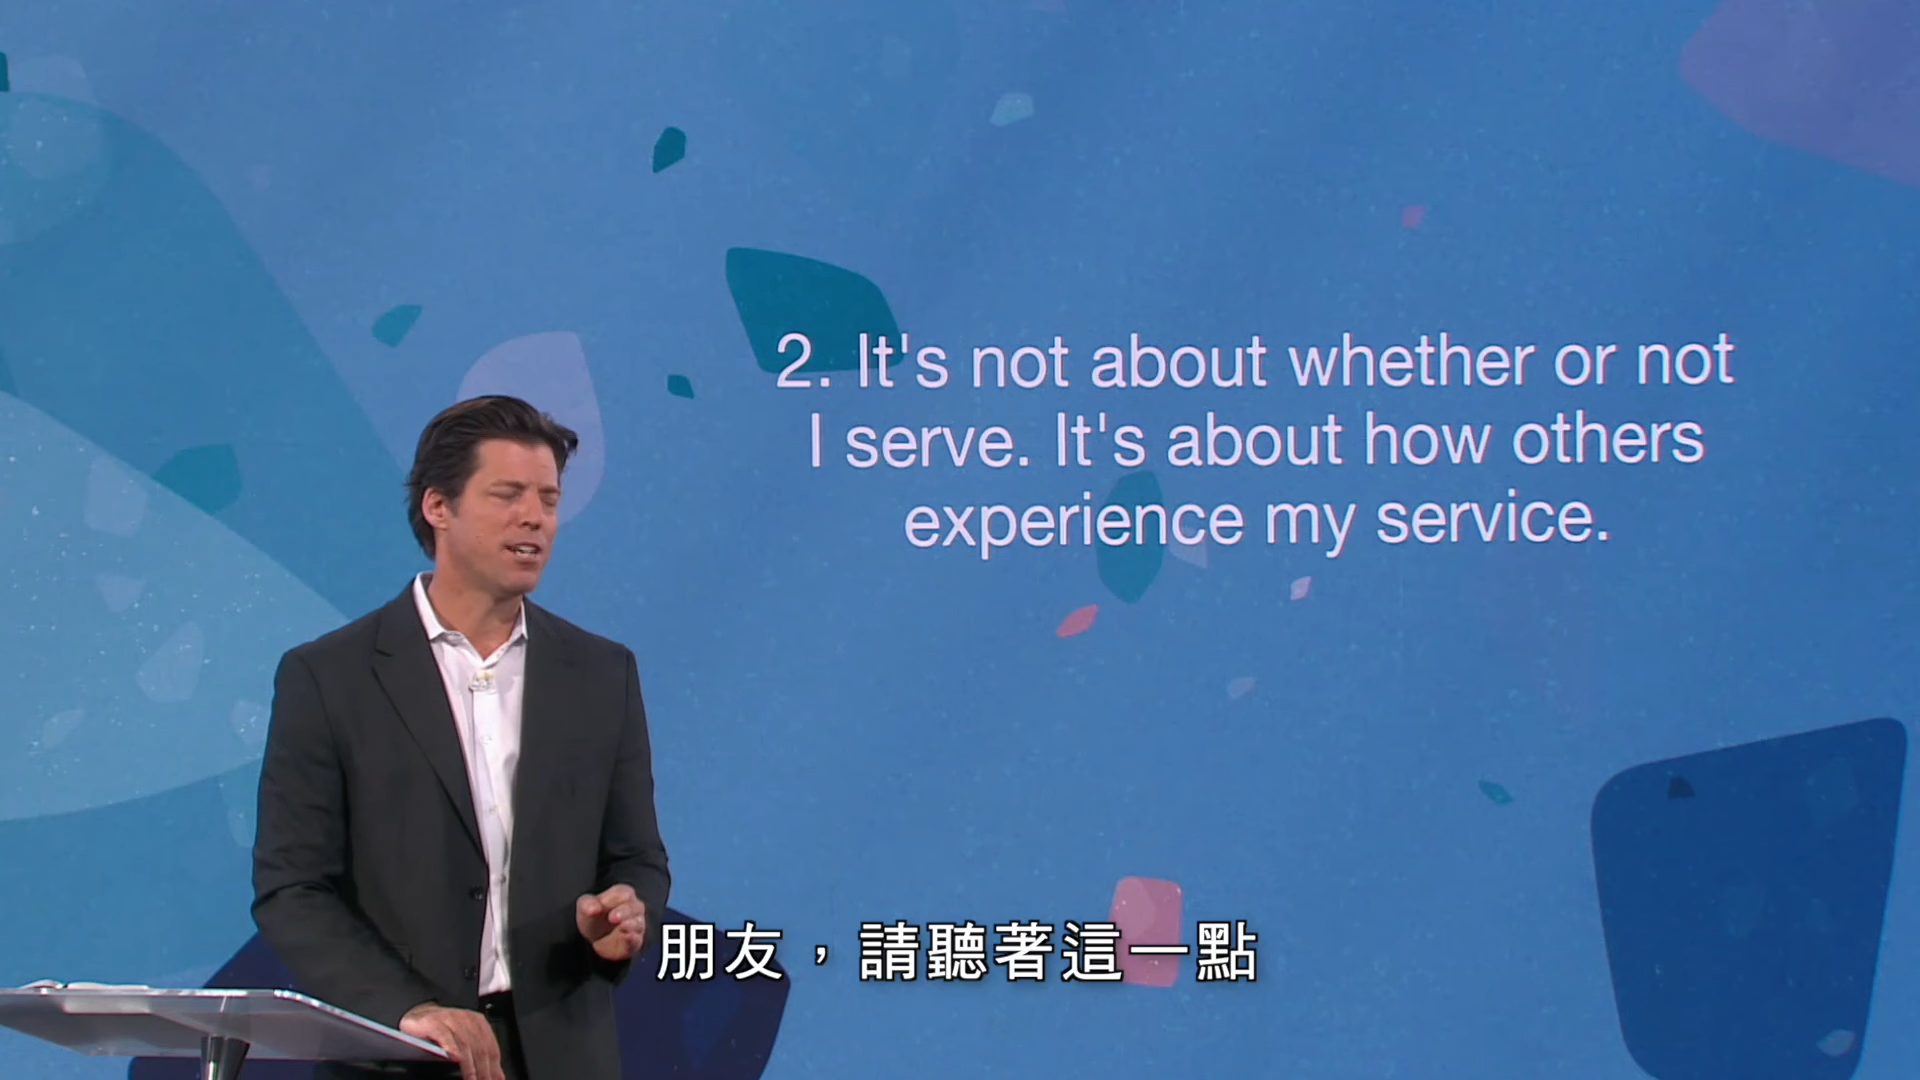 2. It's not about whether or not
I serve. It's about how others
experience my service.
朋友，請聽著這一點